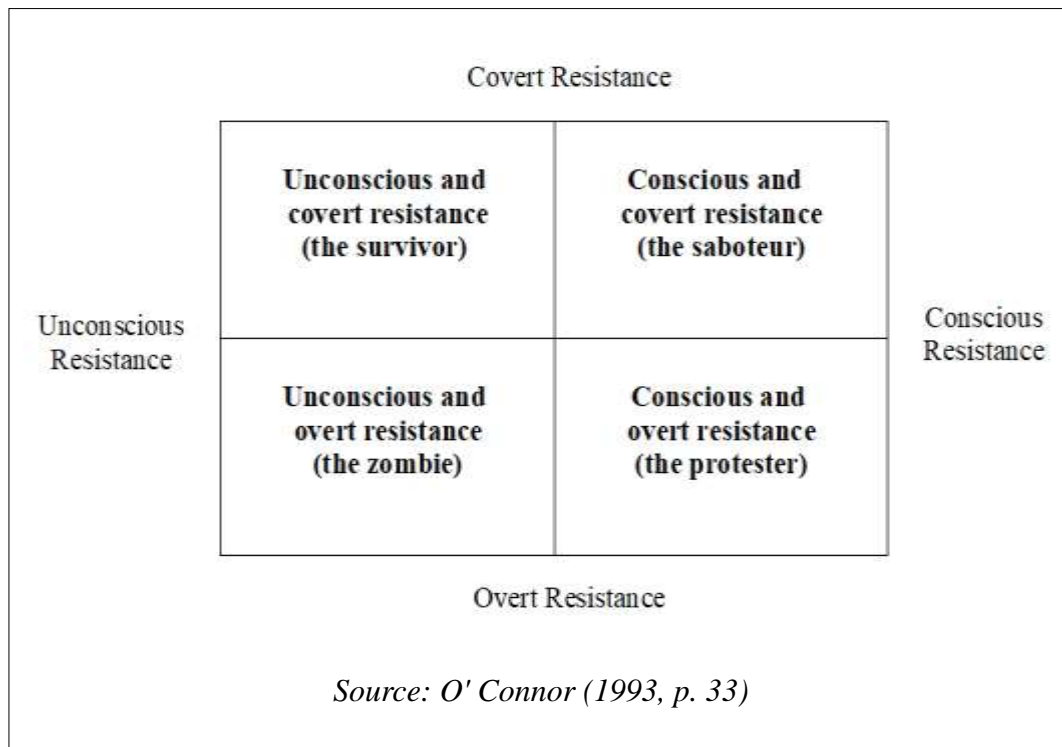 Covert Resistance
Unconscious and
covert resistance
(the survivor)
Conscious and
covert resistance
(the saboteur)
Unconscious
Resistance
Conscious
Resistance
Unconscious and
overt resistance
(the zombie)
Conscious and
overt resistance
(the protester)
Overt Resistance
Source: O' Connor (1993, p. 33)